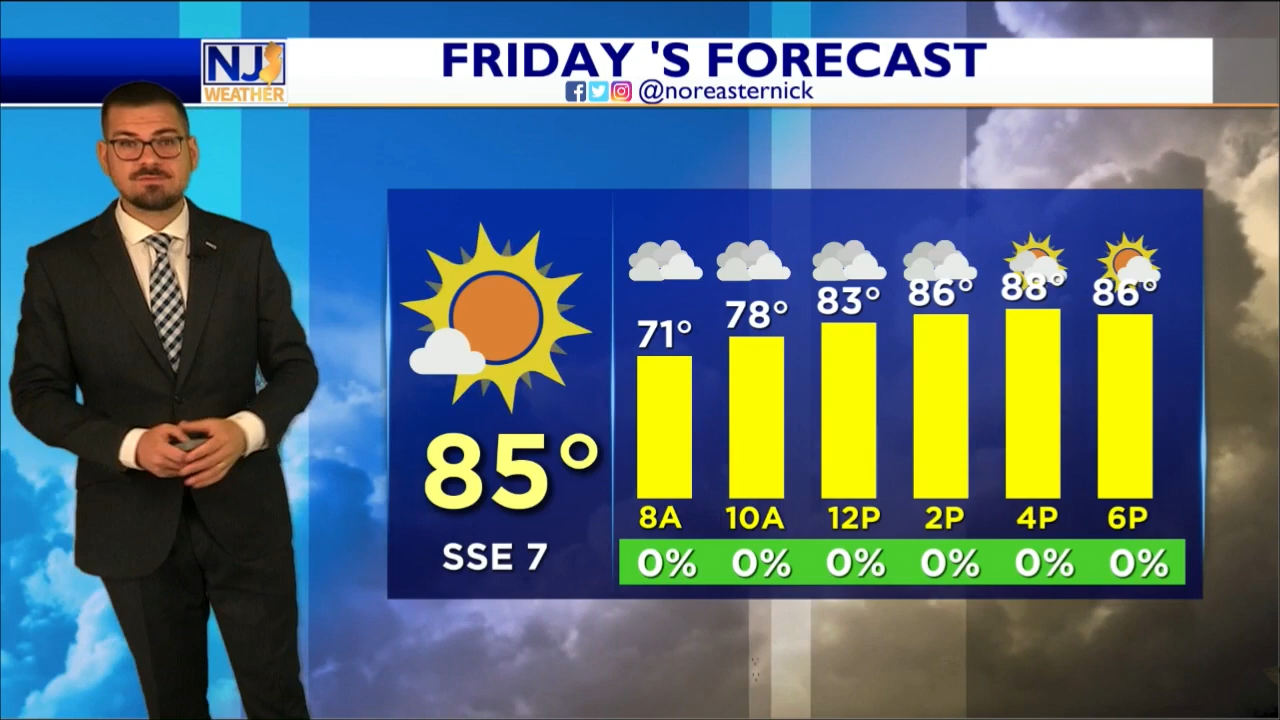 NJ
WEATHER
FRIDAY 'S FORECAST
@noreasternick
85°
SSE 7
71° 78° 83° 86° 88° 86°
8A 10A 12P 2P 4P 6P
0% 0% 0% 0% 0% 0%